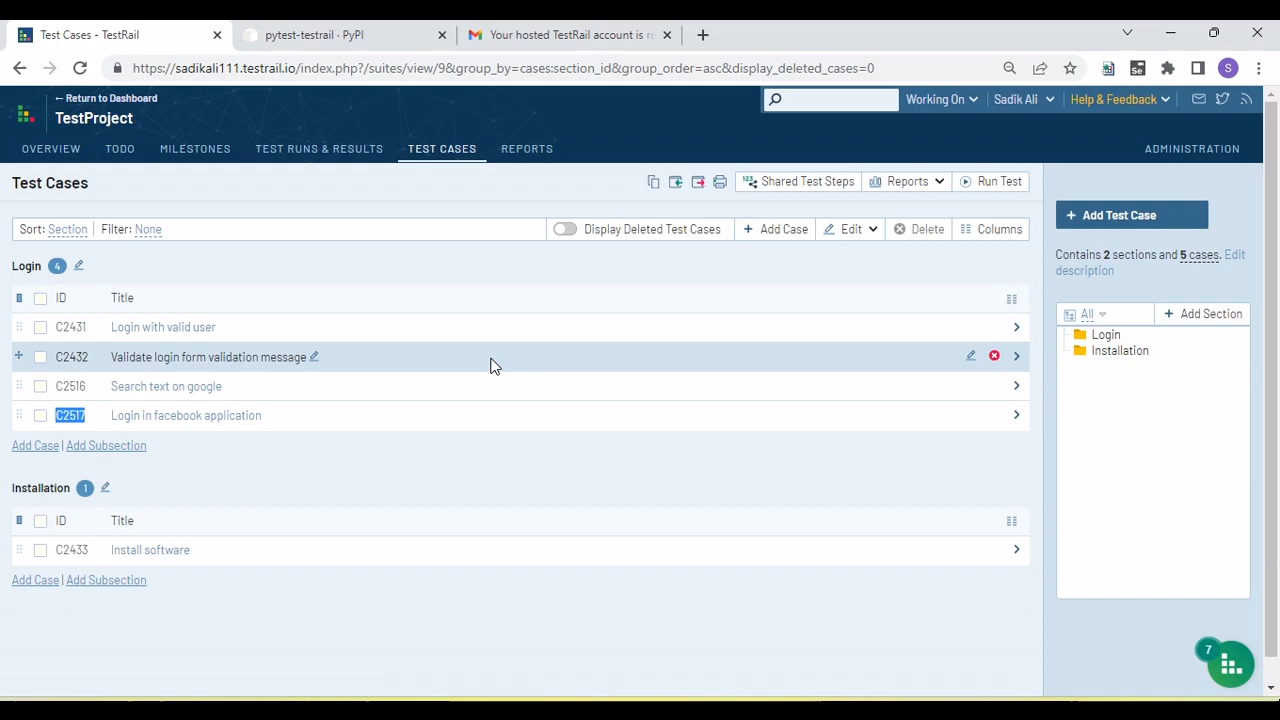 Test Cases - TestRail
pytest-testrail · PyPI
Your hosted TestRail account is re
https://sadikali111.testrail.io/index.php?/suites/view/9&group_by=cases:section_id&group_order=asc&display_deleted_cases=0
S
← Return to Dashboard
TestProject
Working On
Sadik Ali
Help & Feedback
OVERVIEW
TODO
MILESTONES
TEST RUNS & RESULTS
TEST CASES
REPORTS
ADMINISTRATION
Test Cases
123 Shared Test Steps
Reports
Run Test
Sort: Section | Filter: None
Display Deleted Test Cases
+ Add Case
Edit
Delete
Columns
Login 4
ID Title
C2431 Login with valid user
C2432 Validate login form validation message
C2516 Search text on google
C2517 Login in facebook application
Add Case | Add Subsection
Installation 1
ID Title
C2433 Install software
Add Case | Add Subsection
+ Add Test Case
Contains 2 sections and 5 cases. Edit
description
All
+ Add Section
Login
Installation
7